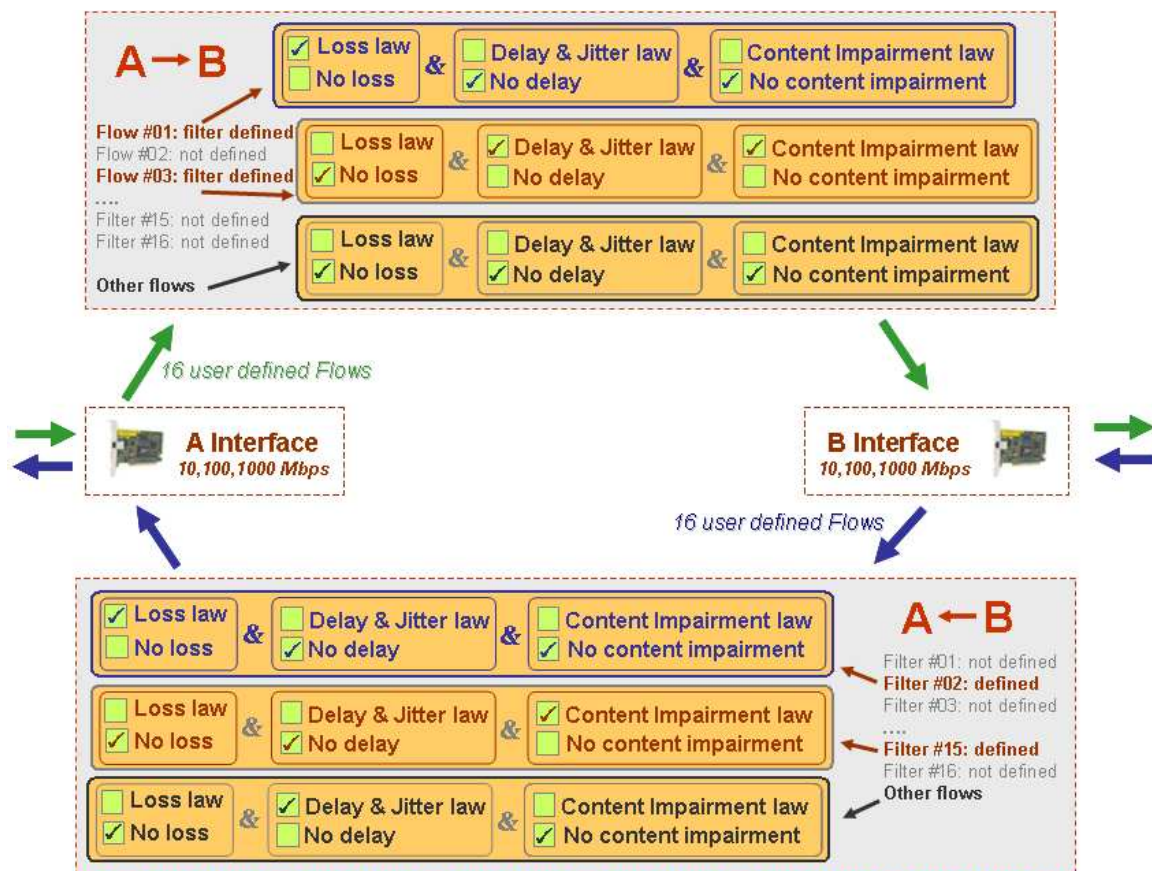 A → B
Loss law
No loss
&
Delay & Jitter law
No delay
&
Content Impairment law
No content impairment
Flow #01: filter defined
Flow #02: not defined
Flow #03: filter defined
....
Filter #15: not defined
Filter #16: not defined
Other flows
Loss law
No loss
&
Delay & Jitter law
No delay
&
Content Impairment law
No content impairment
Loss law
No loss
&
Delay & Jitter law
No delay
&
Content Impairment law
No content impairment
16 user defined Flows
A Interface
10,100,1000 Mbps
B Interface
10,100,1000 Mbps
16 user defined Flows
Loss law
No loss
&
Delay & Jitter law
No delay
&
Content Impairment law
No content impairment
Loss law
No loss
&
Delay & Jitter law
No delay
&
Content Impairment law
No content impairment
Loss law
No loss
&
Delay & Jitter law
No delay
&
Content Impairment law
No content impairment
A ← B
Filter #01: not defined
Filter #02: defined
Filter #03: not defined
....
Filter #15: defined
Filter #16: not defined
Other flows